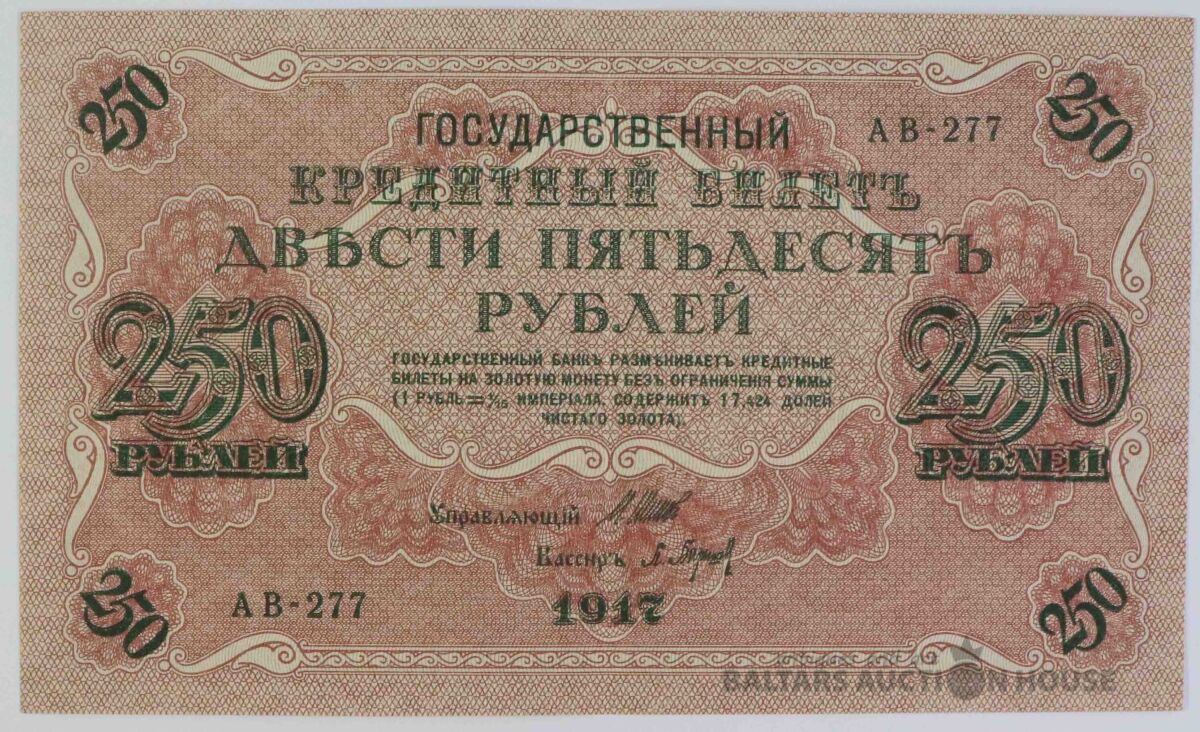 250
250
ГОСУДАРСТВЕННЫЙ
АВ-277
КРЕДИТНЫЙ БИЛЕТЪ
ДВѢСТИ ПЯТЬДЕСЯТЪ
РУБЛЕЙ
250
РУБЛЕЙ
ГОСУДАРСТВЕННЫЙ БАНКЪ РАЗМѢНИВАЕТЪ КРЕДИТНЫЕ
БИЛЕТЫ НА ЗОЛОТУЮ МОНЕТУ БЕЗЪ ОГРАНИЧЕНІЯ СУММЫ
(1 РУБЛЬ = 1/15 ИМПЕРІАЛА, СОДЕРЖИТЪ 17,424 ДОЛЕЙ
ЧИСТАГО ЗОЛОТА).
250
РУБЛЕЙ
Управляющій
Кассиръ
250
АВ-277
1917
250
BALTARS AUCTION HOUSE